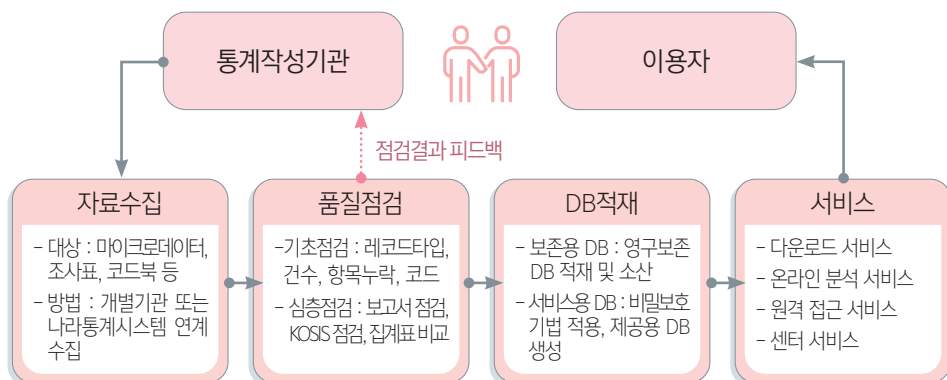 통계작성기관
이용자
점검결과 피드백
자료수집
– 대상 : 마이크로데이터,
조사표, 코드북 등
– 방법 : 개별기관 또는
나라통계시스템 연계
수집
품질점검
–기초점검 : 레코드타입,
건수, 항목누락, 코드
– 심층점검 : 보고서 점검,
KOSIS 점검, 집계표 비교
DB적재
– 보존용 DB : 영구보존
DB 적재 및 소산
– 서비스용 DB : 비밀보호
기법 적용, 제공용 DB
생성
서비스
– 다운로드 서비스
– 온라인 분석 서비스
– 원격 접근 서비스
– 센터 서비스